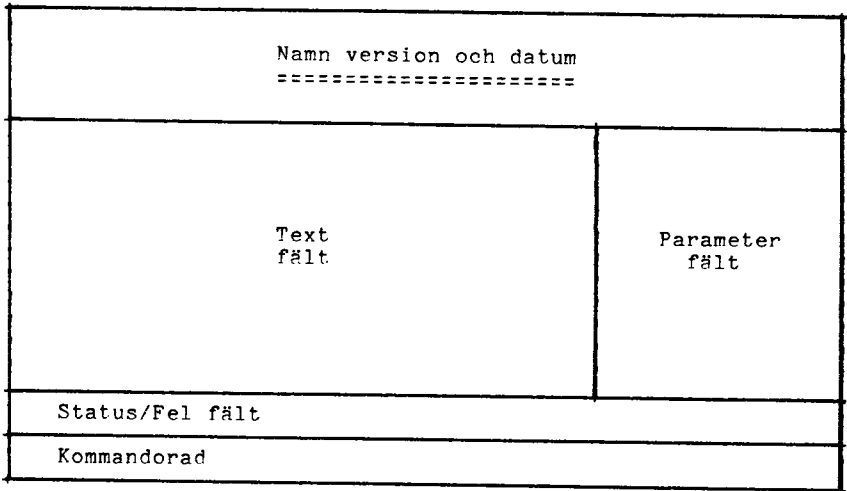 Namn version och datum
======================
Text
fält
Parameter
fält
Status/Fel fält
Kommandorad